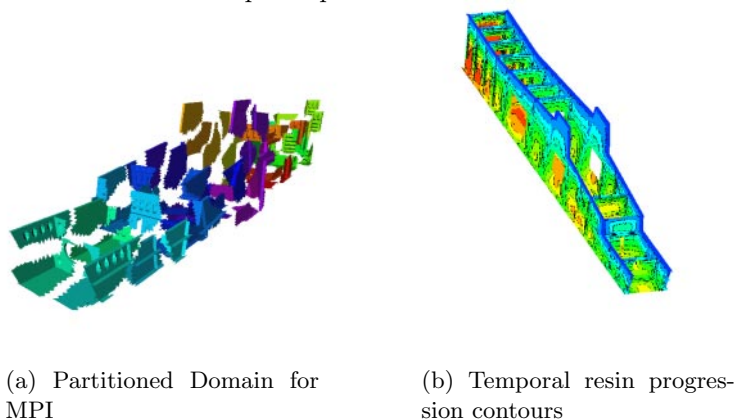 (a) Partitioned Domain for
MPI
(b) Temporal resin progres-
sion contours